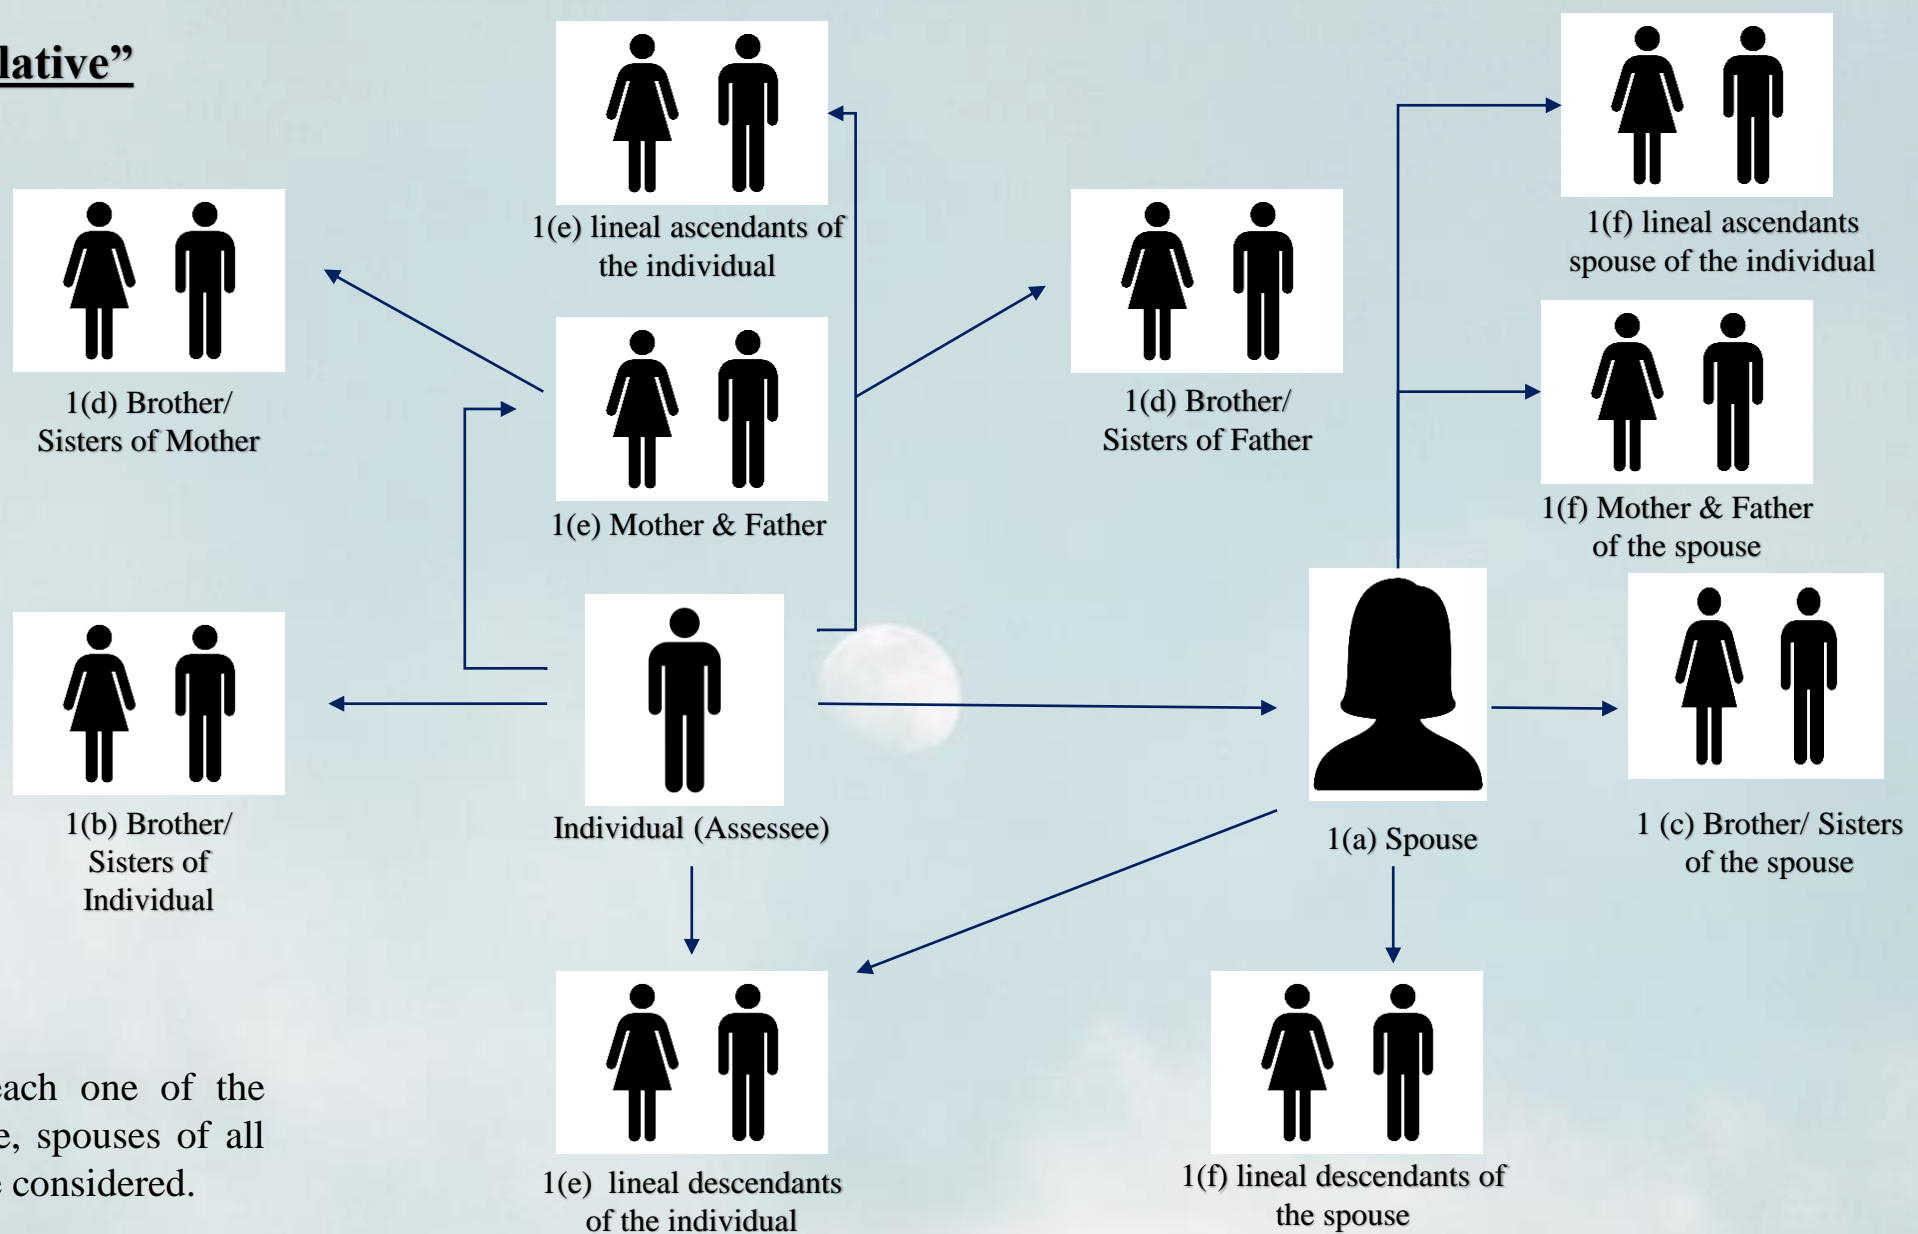 lative”
1(e) lineal ascendants of
the individual
1(f) lineal ascendants
spouse of the individual
1(d) Brother/
Sisters of Mother
1(d) Brother/
Sisters of Father
1(e) Mother & Father
1(f) Mother & Father
of the spouse
1(b) Brother/
Sisters of
Individual
Individual (Assessee)
1(a) Spouse
1 (c) Brother/ Sisters
of the spouse
each one of the
e, spouses of all
e considered.
1(e) lineal descendants
of the individual
1(f) lineal descendants of
the spouse